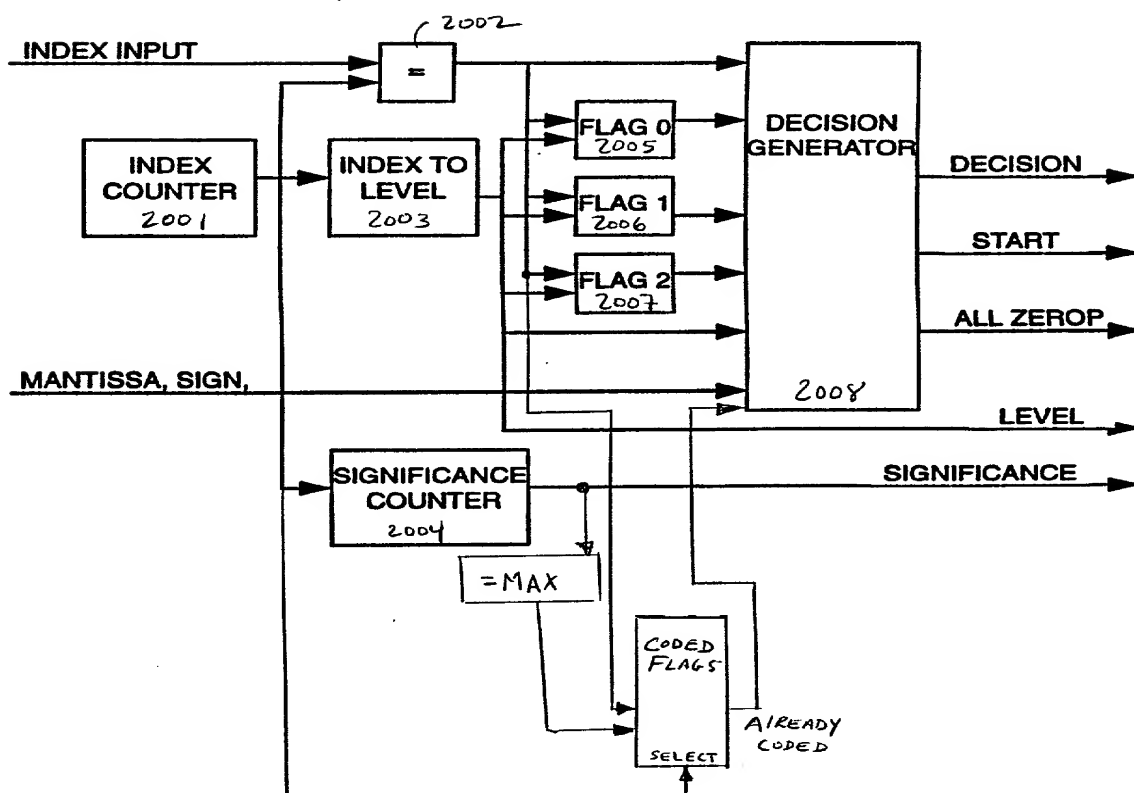 2002
INDEX INPUT
=
INDEX
COUNTER
2001
INDEX TO
LEVEL
2003
FLAG 0
2005
FLAG 1
2006
FLAG 2
2007
DECISION
GENERATOR
2008
DECISION
START
ALL ZEROP
MANTISSA, SIGN,
LEVEL
SIGNIFICANCE
COUNTER
2004
SIGNIFICANCE
=MAX
CODED
FLAGS
SELECT
AlREADY
CODED